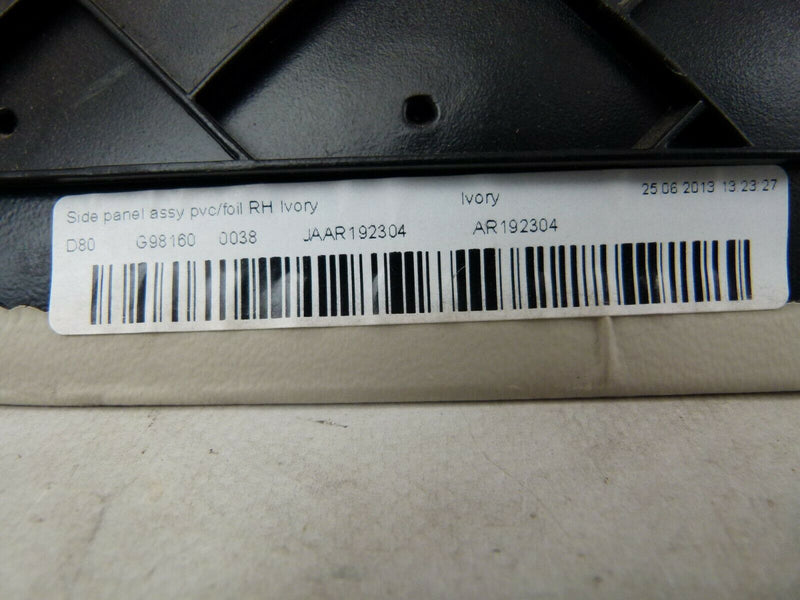 Side panel assy pvc/foil RH Ivory Ivory 25 06 2013 13 23 27
D80 G98160 0038 JAAR192304 AR192304